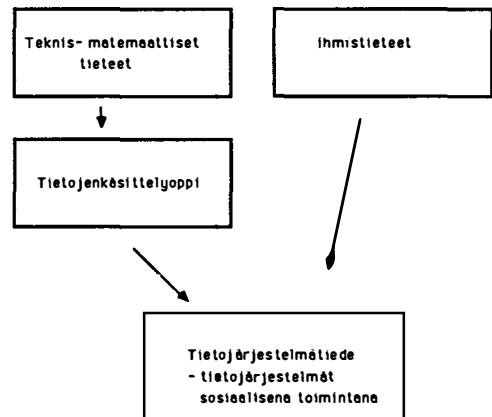 Teknis- matemaattiset
tieteet
ihmistieteet
Tietojenkäsittelyoppi
Tietojärjestelmätiede
- tietojärjestelmät
sosiaalisena toimintana